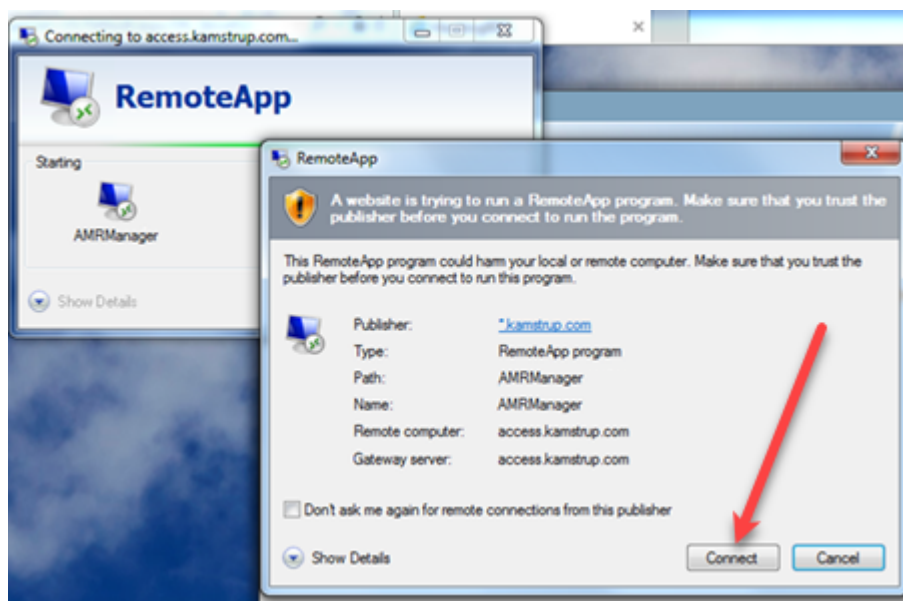 Connecting to access.kamstrup.com...
RemoteApp
Starting
AMRManager
Show Details
RemoteApp
A website is trying to run a RemoteApp program. Make sure that you trust the
publisher before you connect to run the program.
This RemoteApp program could harm your local or remote computer. Make sure that you trust the
publisher before you connect to run this program.
Publisher: *.kamstrup.com
Type: RemoteApp program
Path: AMRManager
Name: AMRManager
Remote computer: access.kamstrup.com
Gateway server: access.kamstrup.com
Don't ask me again for remote connections from this publisher
Show Details
Connect Cancel